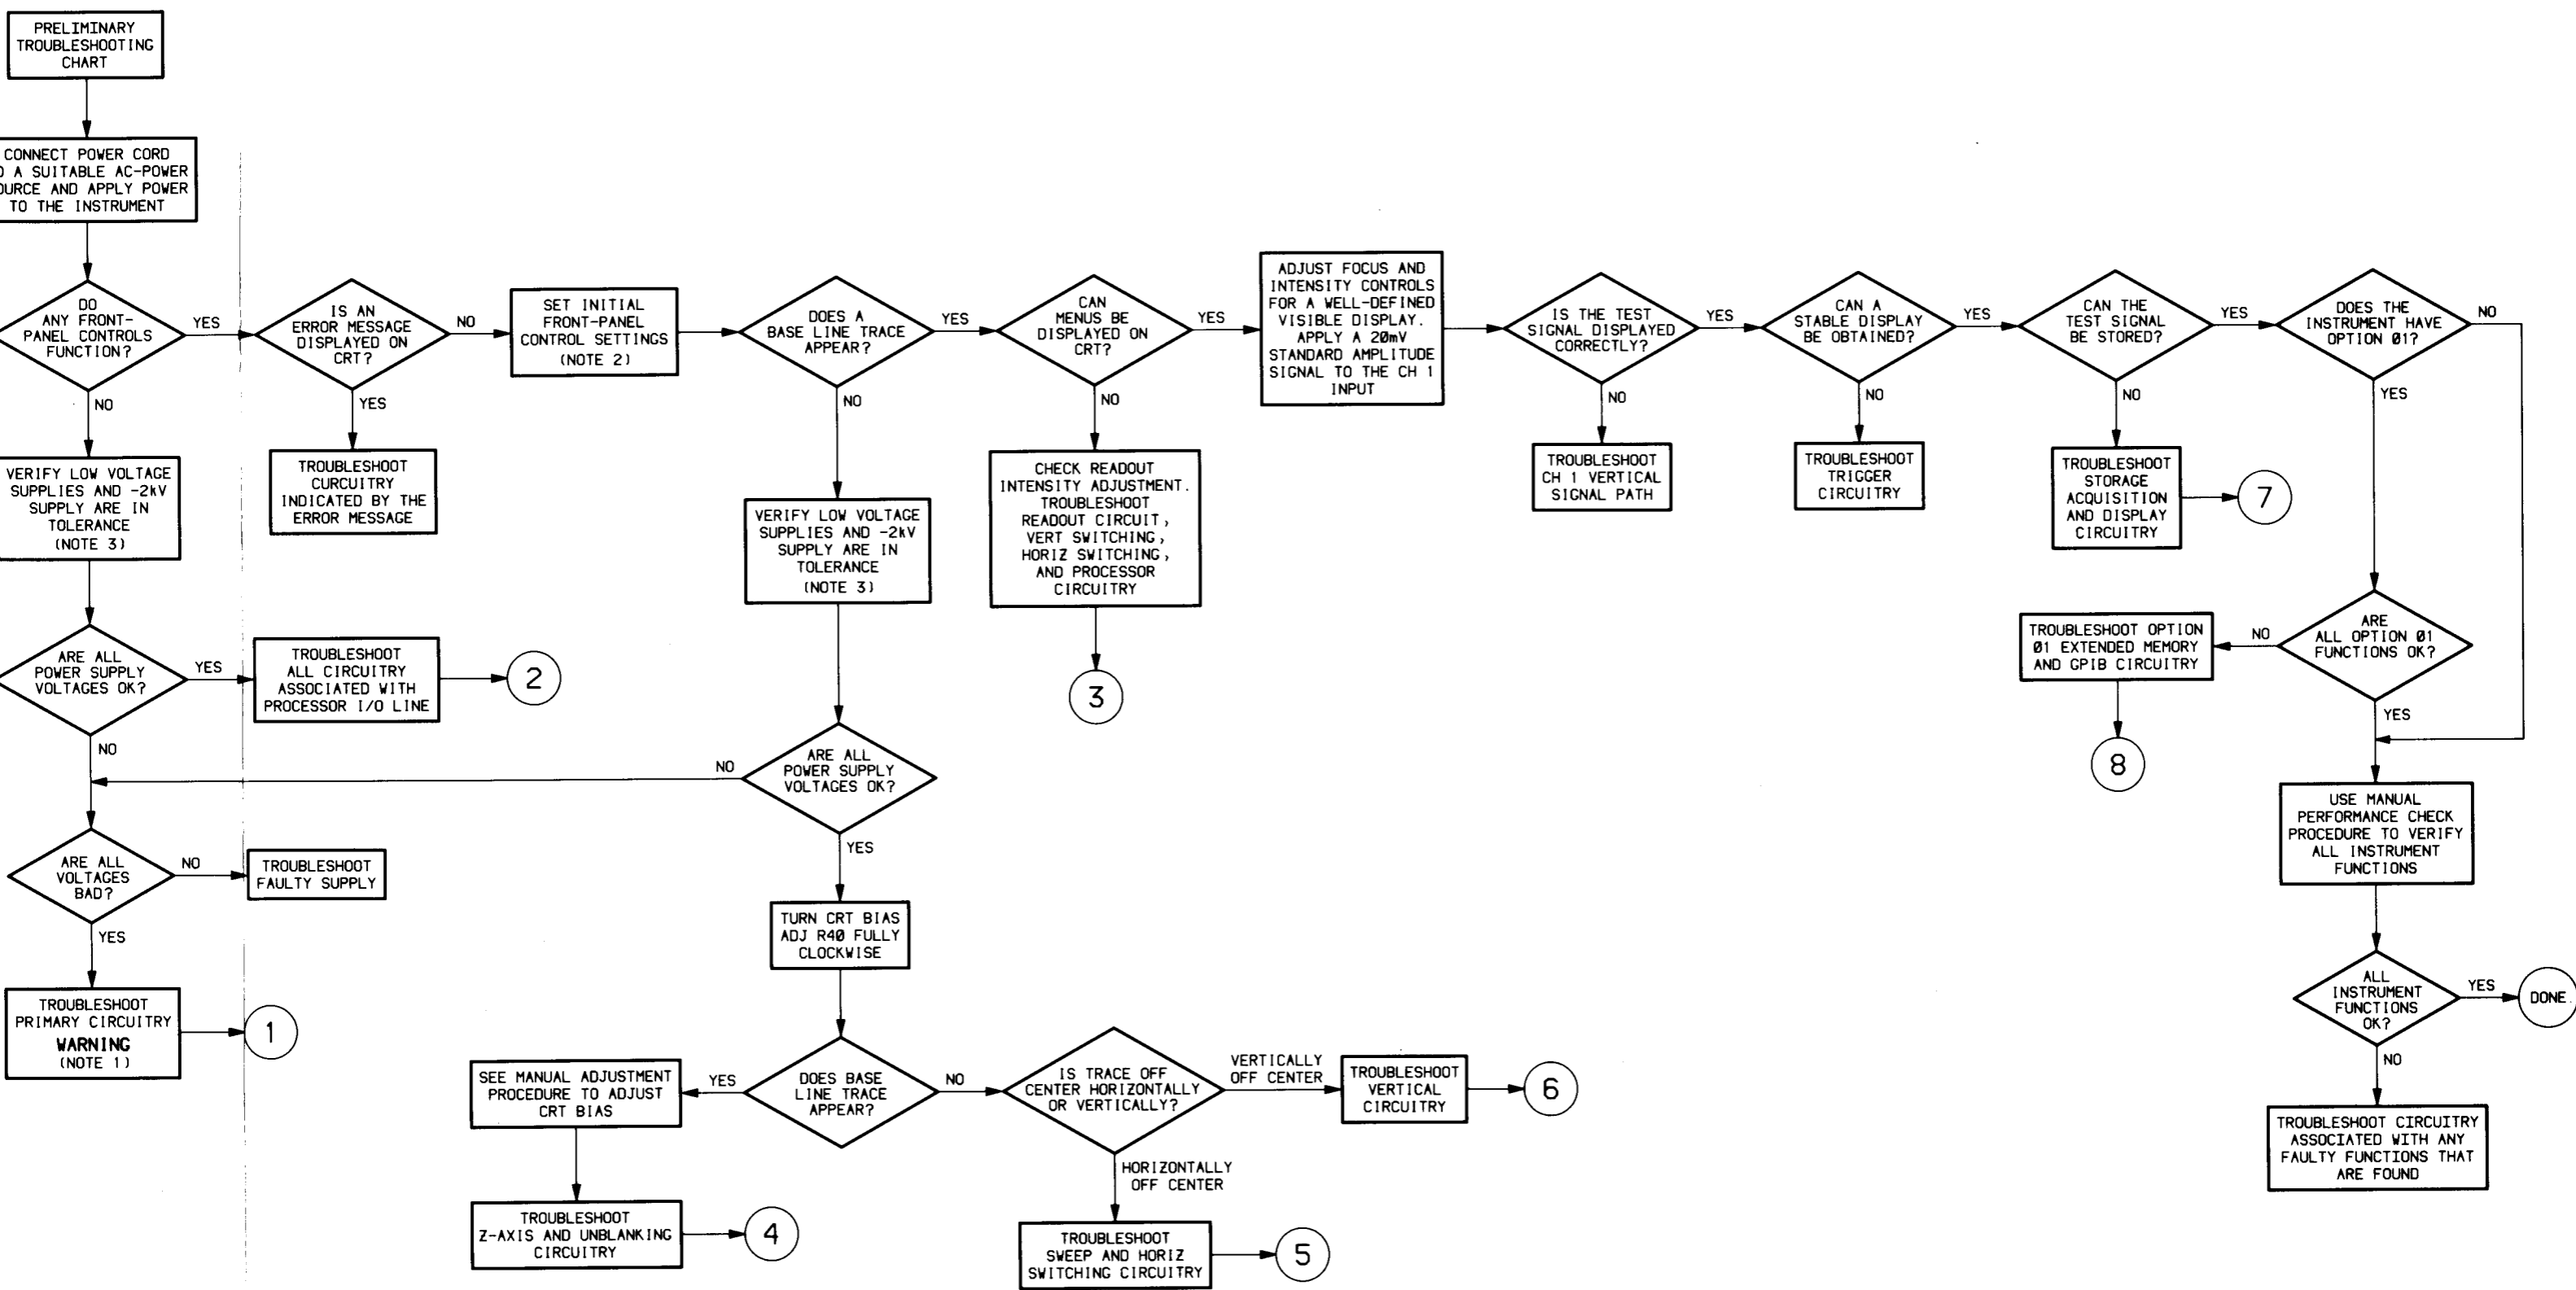 PRELIMINARY
TROUBLESHOOTING
CHART
CONNECT POWER CORD
A SUITABLE AC-POWER
AND APPLY POWER
TO THE INSTRUMENT
DO
ANY FRONT-
PANEL CONTROLS
FUNCTION?
YES
NO
IS AN
ERROR MESSAGE
DISPLAYED ON
CRT?
NO
YES
TROUBLESHOOT
CURCUITRY
INDICATED BY THE
ERROR MESSAGE
SET INITIAL
FRONT-PANEL
CONTROL SETTINGS
(NOTE 2)
DOES A
BASE LINE TRACE
APPEAR?
YES
NO
CAN
MENUS BE
DISPLAYED ON
CRT?
YES
NO
CHECK READOUT
INTENSITY ADJUSTMENT.
TROUBLESHOOT
READOUT CIRCUIT,
VERT SWITCHING,
HORIZ SWITCHING,
AND PROCESSOR
CIRCUITRY
3
ADJUST FOCUS AND
INTENSITY CONTROLS
FOR A WELL-DEFINED
VISIBLE DISPLAY.
APPLY A 20mV
STANDARD AMPLITUDE
SIGNAL TO THE CH 1
INPUT
IS THE TEST
SIGNAL DISPLAYED
CORRECTLY?
YES
NO
TROUBLESHOOT
CH 1 VERTICAL
SIGNAL PATH
CAN A
STABLE DISPLAY
BE OBTAINED?
YES
NO
TROUBLESHOOT
TRIGGER
CIRCUITRY
CAN THE
TEST SIGNAL
BE STORED?
YES
NO
TROUBLESHOOT
STORAGE
ACQUISITION
AND DISPLAY
CIRCUITRY
7
DOES THE
INSTRUMENT HAVE
OPTION 01?
NO
YES
ARE
ALL OPTION 01
FUNCTIONS OK?
NO
YES
TROUBLESHOOT OPTION
01 EXTENDED MEMORY
AND GPIB CIRCUITRY
8
USE MANUAL
PERFORMANCE CHECK
PROCEDURE TO VERIFY
ALL INSTRUMENT
FUNCTIONS
ALL
INSTRUMENT
FUNCTIONS
OK?
YES
DONE.
NO
TROUBLESHOOT CIRCUITRY
ASSOCIATED WITH ANY
FAULTY FUNCTIONS THAT
ARE FOUND
VERIFY LOW VOLTAGE
SUPPLIES AND -2kV
SUPPLY ARE IN
TOLERANCE
(NOTE 3)
ARE ALL
POWER SUPPLY
VOLTAGES OK?
YES
NO
TROUBLESHOOT
ALL CIRCUITRY
ASSOCIATED WITH
PROCESSOR I/O LINE
2
ARE ALL
VOLTAGES
BAD?
NO
YES
TROUBLESHOOT
FAULTY SUPPLY
TROUBLESHOOT
PRIMARY CIRCUITRY
WARNING
(NOTE 1)
1
VERIFY LOW VOLTAGE
SUPPLIES AND -2kV
SUPPLY ARE IN
TOLERANCE
(NOTE 3)
ARE ALL
POWER SUPPLY
VOLTAGES OK?
NO
YES
TURN CRT BIAS
ADJ R40 FULLY
CLOCKWISE
DOES BASE
LINE TRACE
APPEAR?
YES
NO
SEE MANUAL ADJUSTMENT
PROCEDURE TO ADJUST
CRT BIAS
TROUBLESHOOT
Z-AXIS AND UNBLANKING
CIRCUITRY
4
IS TRACE OFF
CENTER HORIZONTALLY
OR VERTICALLY?
VERTICALLY
OFF CENTER
TROUBLESHOOT
VERTICAL
CIRCUITRY
6
HORIZONTALLY
OFF CENTER
TROUBLESHOOT
SWEEP AND HORIZ
SWITCHING CIRCUITRY
5